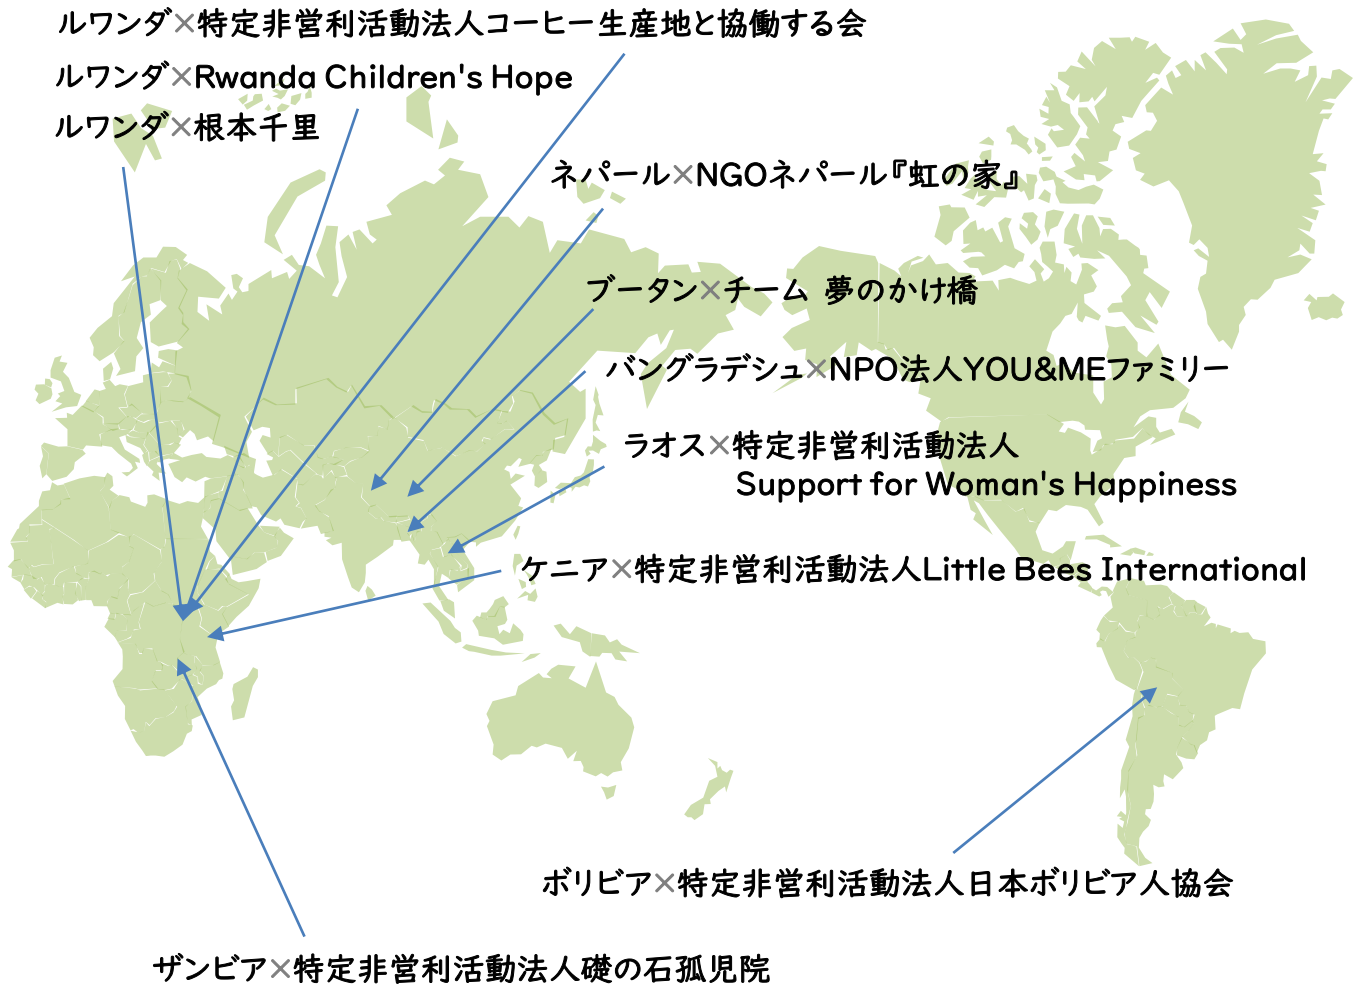 ルワンダ×特定非営利活動法人コーヒー生産地と協働する会
ルワンダ×Rwanda Children's Hope
ルワンダ×根本千里
ネパール×NGOネパール『虹の家』
ブータン×チーム 夢のかけ橋
バングラデシュ×NPO法人YOU&MEファミリー
ラオス×特定非営利活動法人
Support for Woman's Happiness
ケニア×特定非営利活動法人Little Bees International
ボリビア×特定非営利活動法人日本ボリビア人協会
ザンビア×特定非営利活動法人礎の石孤児院